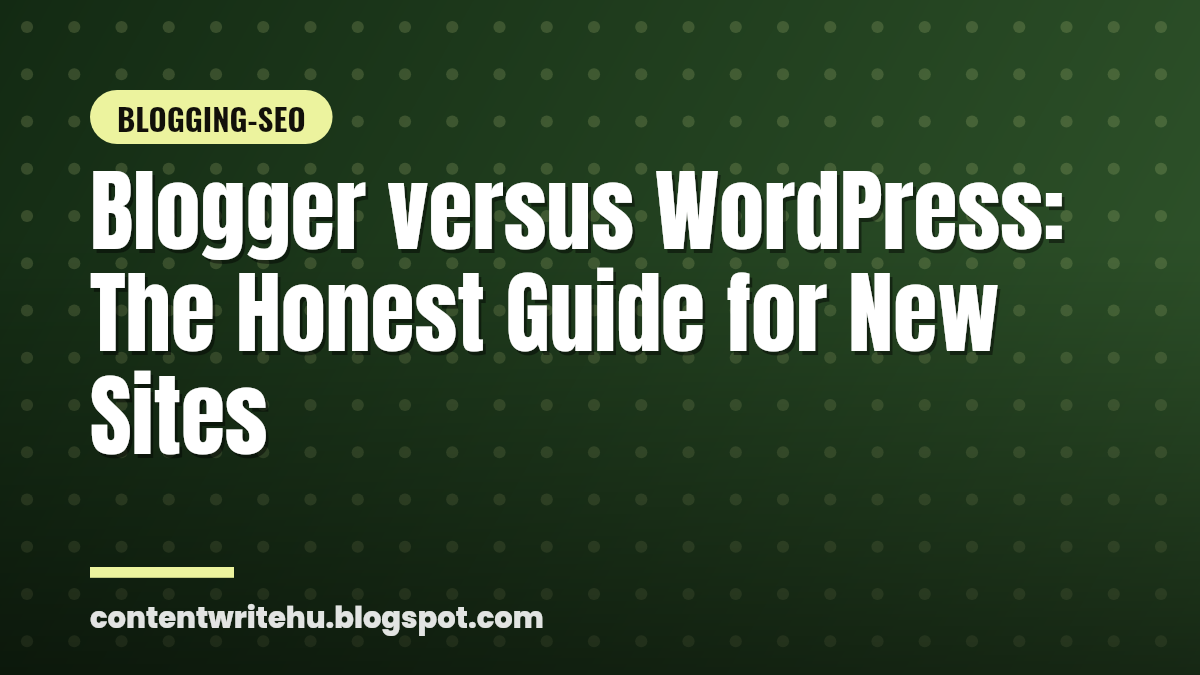 BLOGGING-SEO
Blogger versus WordPress:
The Honest Guide for New
Sites
contentwritehu.blogspot.com